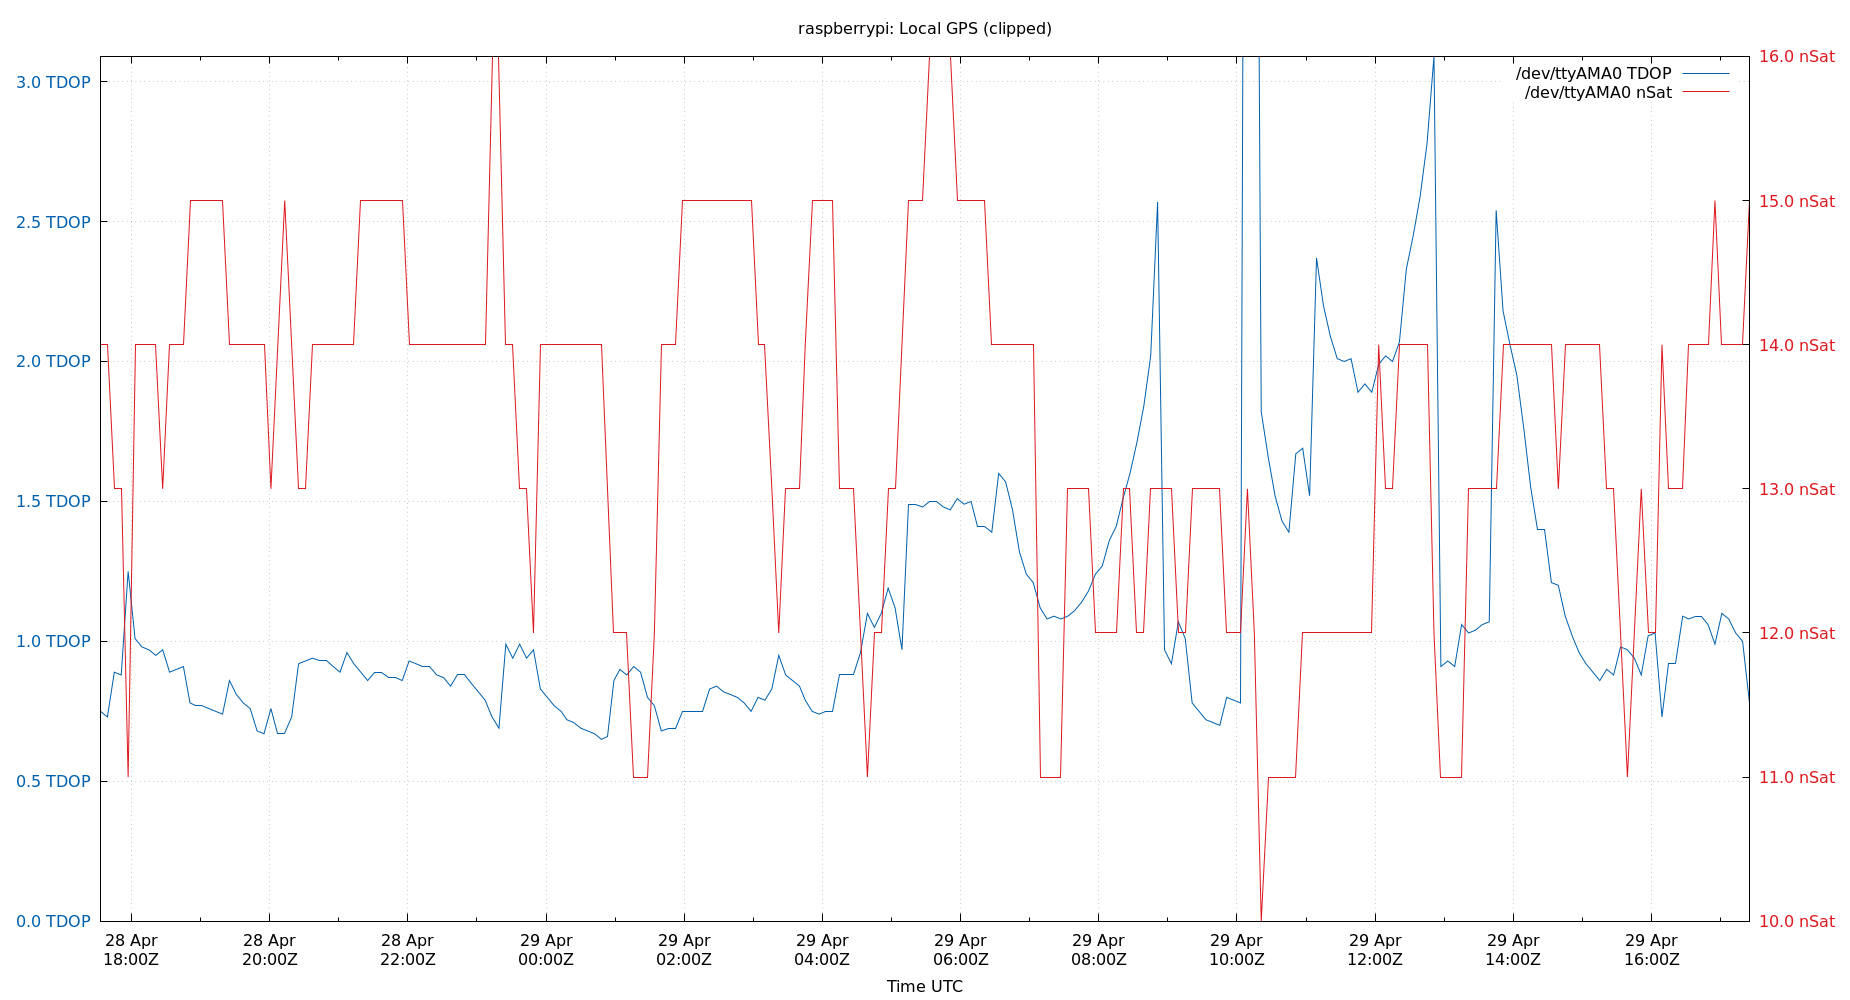 raspberrypi: Local GPS (clipped)
/dev/ttyAMA0 TDOP
/dev/ttyAMA0 nSat
3.0 TDOP
2.5 TDOP
2.0 TDOP
1.5 TDOP
1.0 TDOP
0.5 TDOP
0.0 TDOP
16.0 nSat
15.0 nSat
14.0 nSat
13.0 nSat
12.0 nSat
11.0 nSat
10.0 nSat
28 Apr 28 Apr 28 Apr 29 Apr 29 Apr 29 Apr 29 Apr 29 Apr 29 Apr 29 Apr 29 Apr 29 Apr
18:00Z 20:00Z 22:00Z 00:00Z 02:00Z 04:00Z 06:00Z 08:00Z 10:00Z 12:00Z 14:00Z 16:00Z
Time UTC